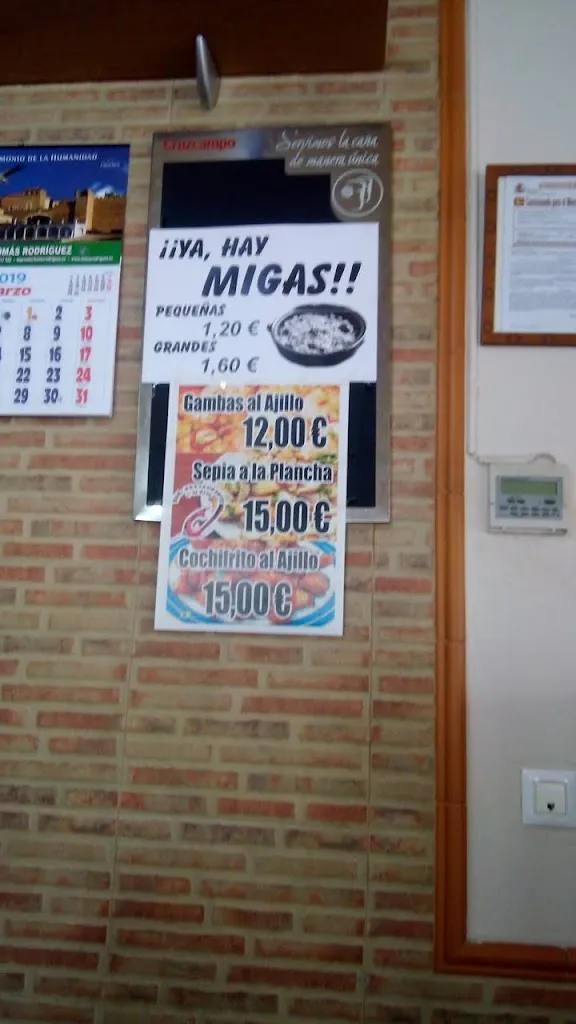 MONIO DE LA HUMANIDAD
OMÁS RODRÍGUEZ
2019
arzo
1 2 3
8 9 10
15 16 17
22 23 24
29 30 31
Cruzcampo
Servimos la caña
de manera única
¡¡YA, HAY
MIGAS!!
PEQUEÑAS
1,20 €
GRANDES
1,60 €
Gambas al Ajillo
12,00 €
Sepia a la Plancha
15,00 €
Cochifrito al Ajillo
15,00 €